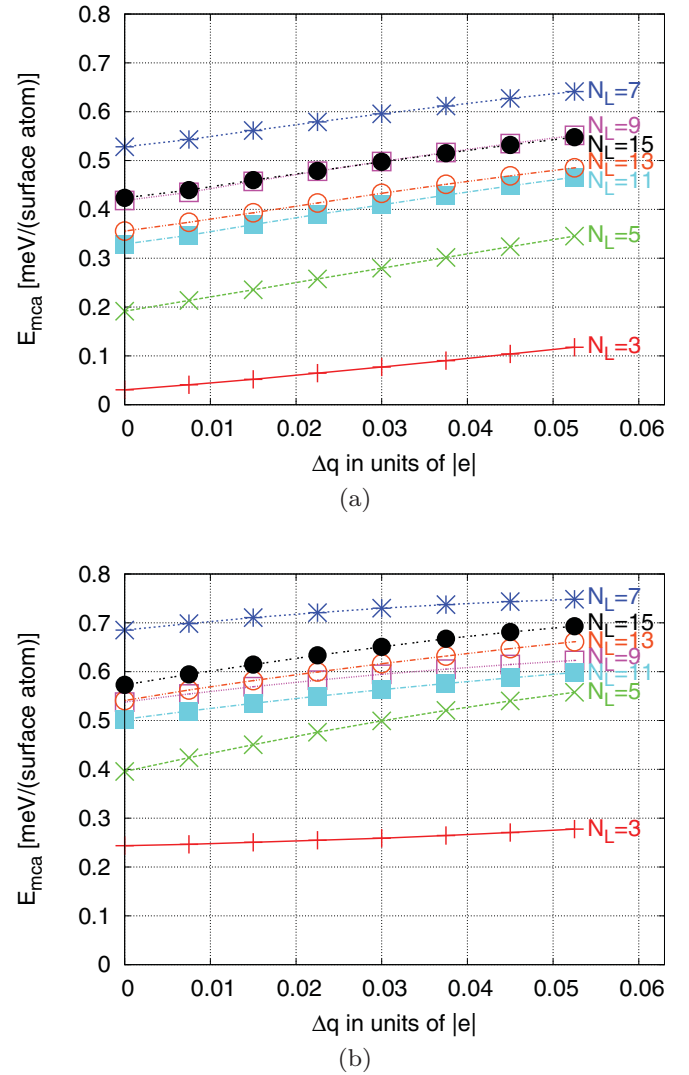 0.8
0.7
0.6
0.5
0.4
0.3
0.2
0.1
0
E_mca [meV/(surface atom)]
N_L=7
N_L=9
N_L=15
N_L=13
N_L=11
N_L=5
N_L=3
0 0.01 0.02 0.03 0.04 0.05 0.06
Δq in units of |e|
(a)
0.8
0.7
0.6
0.5
0.4
0.3
0.2
0.1
0
E_mca [meV/(surface atom)]
N_L=7
N_L=15
N_L=13
N_L=9
N_L=11
N_L=5
N_L=3
0 0.01 0.02 0.03 0.04 0.05 0.06
Δq in units of |e|
(b)